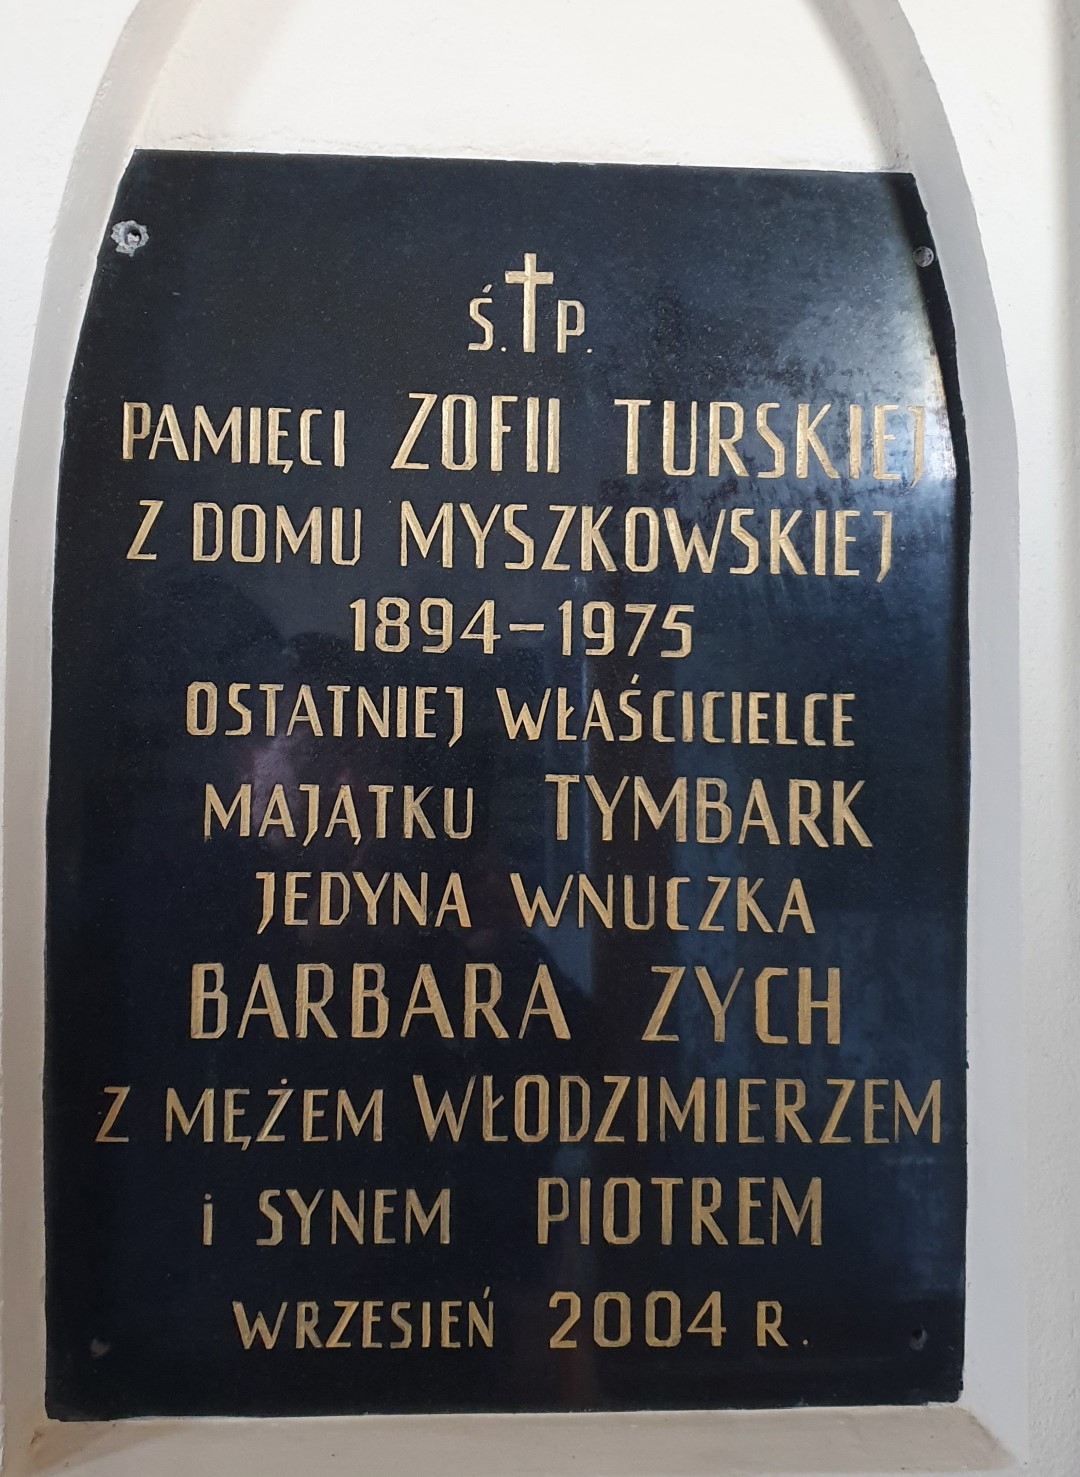 Ś.✝P.
PAMIĘCI ZOFII TURSKIEJ
Z DOMU MYSZKOWSKIEJ
1894-1975
OSTATNIEJ WŁAŚCICIELCE
MAJĄTKU TYMBARK
JEDYNA WNUCZKA
BARBARA ZYCH
Z MĘŻEM WŁODZIMIERZEM
i SYNEM PIOTREM
WRZESIEŃ 2004 R.